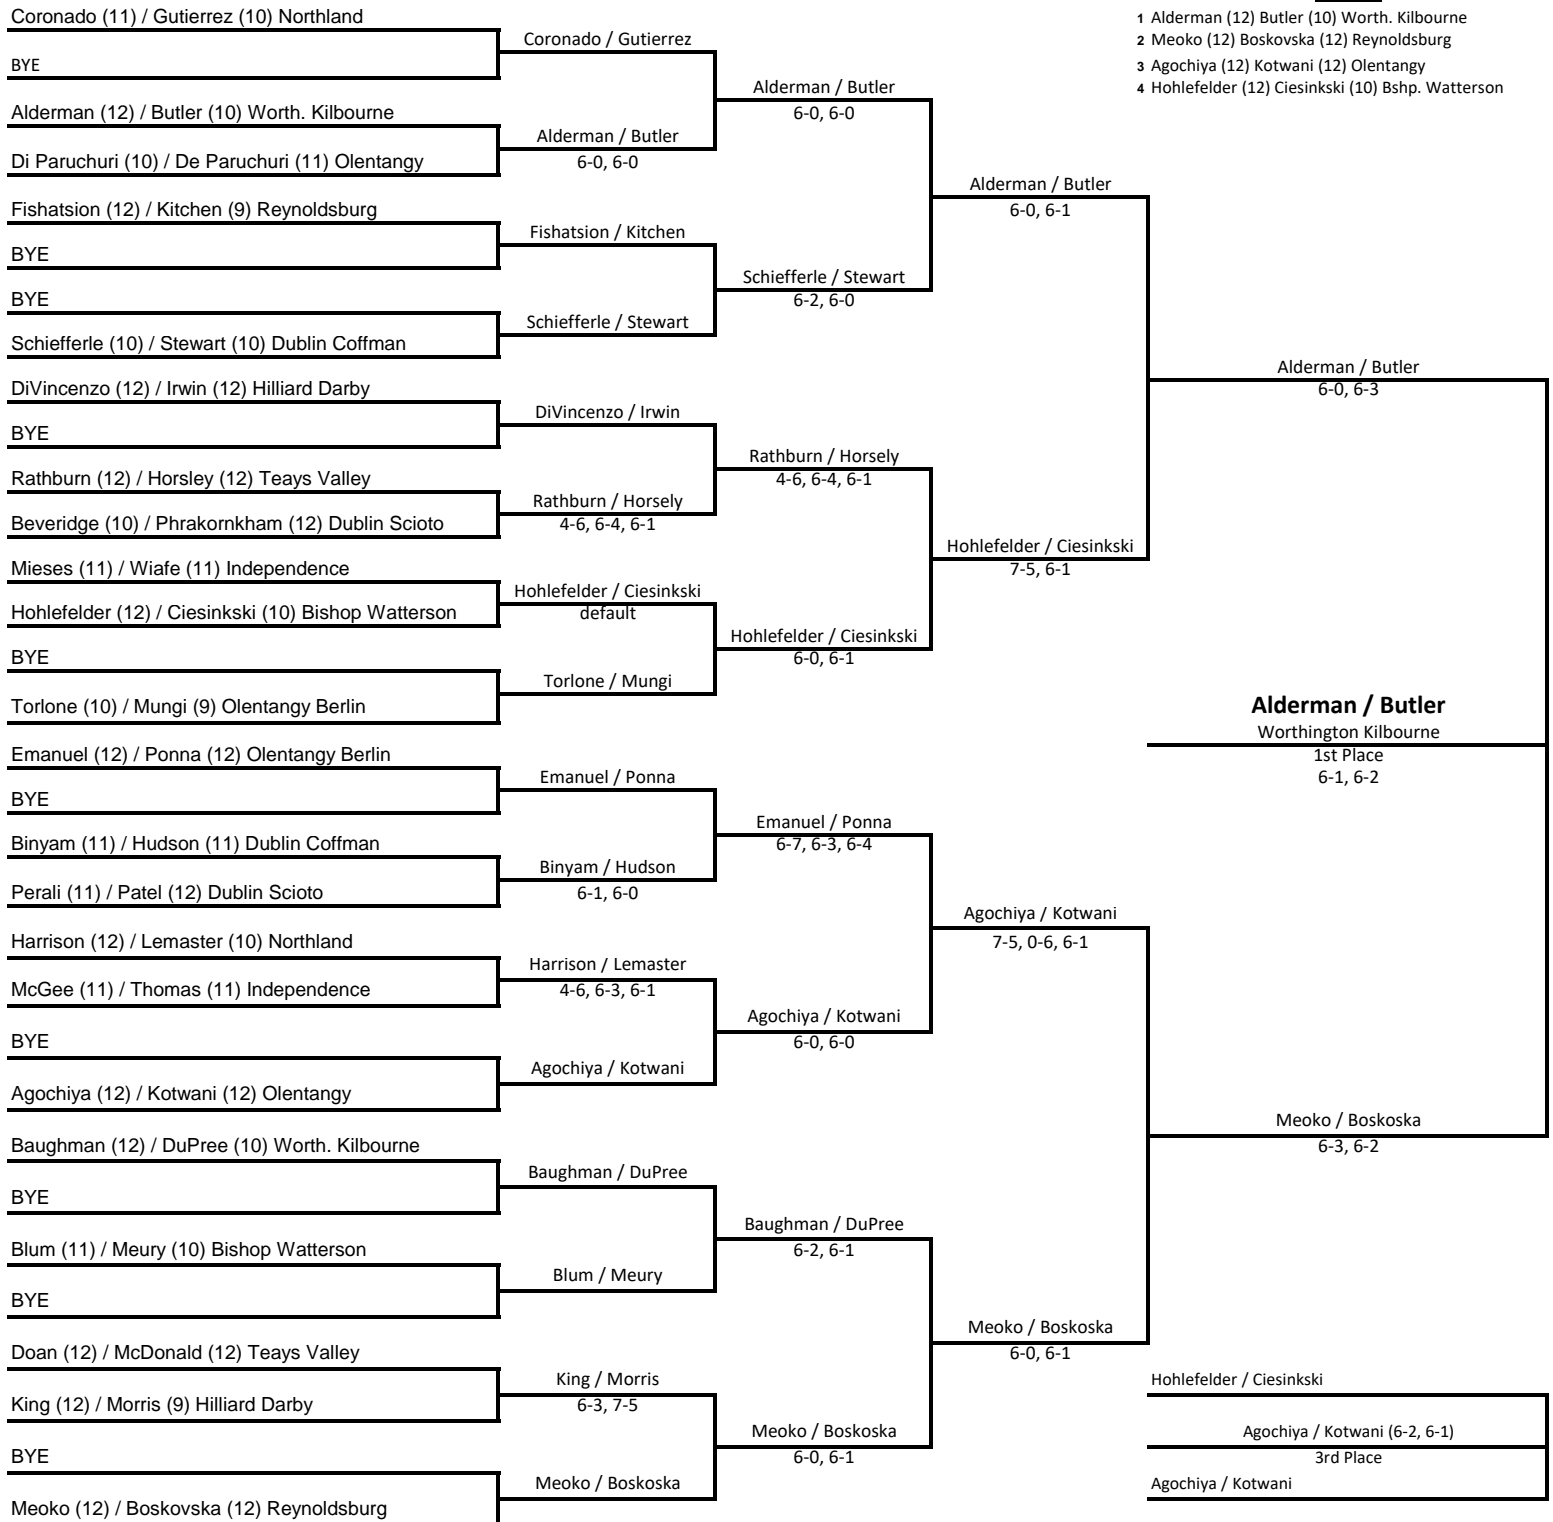 Coronado (11) / Gutierrez (10) Northland
BYE
Alderman (12) / Butler (10) Worth. Kilbourne
Di Paruchuri (10) / De Paruchuri (11) Olentangy
Fishatsion (12) / Kitchen (9) Reynoldsburg
BYE
BYE
Schiefferle (10) / Stewart (10) Dublin Coffman
DiVincenzo (12) / Irwin (12) Hilliard Darby
BYE
Rathburn (12) / Horsley (12) Teays Valley
Beveridge (10) / Phrakornkham (12) Dublin Scioto
Mieses (11) / Wiafe (11) Independence
Hohlefelder (12) / Ciesinkski (10) Bishop Watterson
BYE
Torlone (10) / Mungi (9) Olentangy Berlin
Emanuel (12) / Ponna (12) Olentangy Berlin
BYE
Binyam (11) / Hudson (11) Dublin Coffman
Perali (11) / Patel (12) Dublin Scioto
Harrison (12) / Lemaster (10) Northland
McGee (11) / Thomas (11) Independence
BYE
Agochiya (12) / Kotwani (12) Olentangy
Baughman (12) / DuPree (10) Worth. Kilbourne
BYE
Blum (11) / Meury (10) Bishop Watterson
BYE
Doan (12) / McDonald (12) Teays Valley
King (12) / Morris (9) Hilliard Darby
BYE
Meoko (12) / Boskovska (12) Reynoldsburg
Coronado / Gutierrez
Alderman / Butler
6-0, 6-0
Fishatsion / Kitchen
Schiefferle / Stewart
DiVincenzo / Irwin
Rathburn / Horsely
4-6, 6-4, 6-1
Hohlefelder / Ciesinkski
default
Torlone / Mungi
Emanuel / Ponna
Binyam / Hudson
6-1, 6-0
Harrison / Lemaster
4-6, 6-3, 6-1
Agochiya / Kotwani
Baughman / DuPree
Blum / Meury
King / Morris
6-3, 7-5
Meoko / Boskoska
Alderman / Butler
6-0, 6-0
Schiefferle / Stewart
6-2, 6-0
Rathburn / Horsely
4-6, 6-4, 6-1
Hohlefelder / Ciesinkski
6-0, 6-1
Emanuel / Ponna
6-7, 6-3, 6-4
Agochiya / Kotwani
6-0, 6-0
Baughman / DuPree
6-2, 6-1
Meoko / Boskoska
6-0, 6-1
Alderman / Butler
6-0, 6-1
Hohlefelder / Ciesinkski
7-5, 6-1
Agochiya / Kotwani
7-5, 0-6, 6-1
Meoko / Boskoska
6-0, 6-1
1 Alderman (12) Butler (10) Worth. Kilbourne
2 Meoko (12) Boskovska (12) Reynoldsburg
3 Agochiya (12) Kotwani (12) Olentangy
4 Hohlefelder (12) Ciesinkski (10) Bshp. Watterson
Alderman / Butler
6-0, 6-3
Alderman / Butler
Worthington Kilbourne
1st Place
6-1, 6-2
Meoko / Boskoska
6-3, 6-2
Hohlefelder / Ciesinkski
Agochiya / Kotwani (6-2, 6-1)
3rd Place
Agochiya / Kotwani